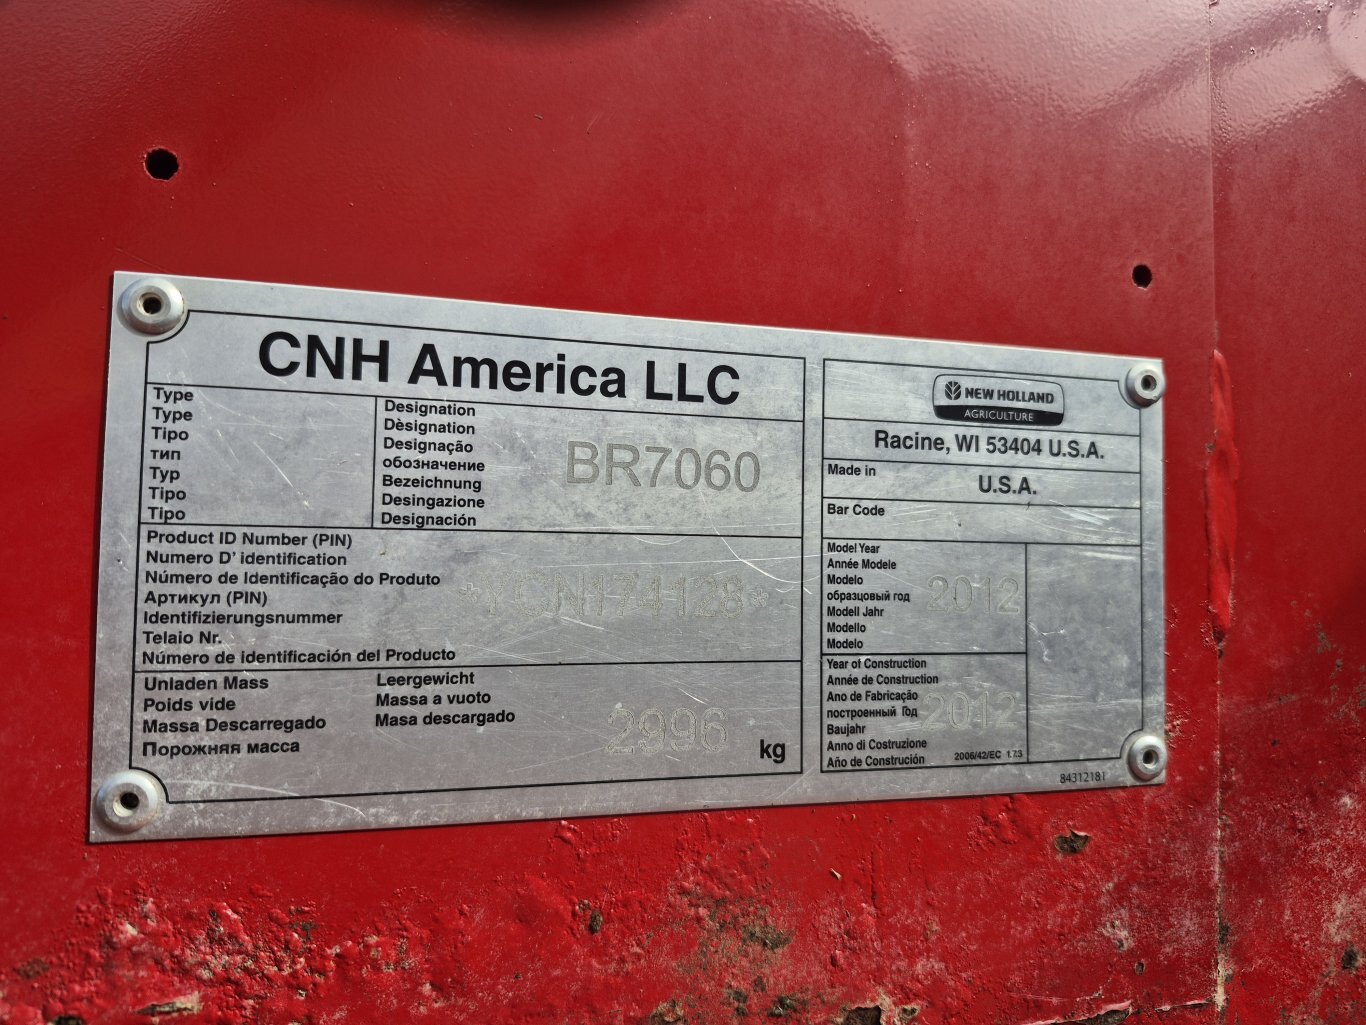 CNH America LLC
Type
Type
Tipo
тип
Typ
Tipo
Tipo
Designation
Dèsignation
Designação
обозначение
Bezeichnung
Desingazione
Designación
BR7060
Product ID Number (PIN)
Numero D' identification
Número de Identificação do Produto
Артикул (PIN)
Identifizierungsnummer
Telaio Nr.
Número de identificación del Producto
*YCN174128*
Unladen Mass
Poids vide
Massa Descarregado
Порожняя масса
Leergewicht
Massa a vuoto
Masa descargado
2996
kg
NEW HOLLAND
AGRICULTURE
Racine, WI 53404 U.S.A.
Made in
U.S.A.
Bar Code
Model Year
Année Modele
Modelo
образцовый год
Modell Jahr
Modello
Modelo
2012
Year of Construction
Année de Construction
Ano de Fabricação
построенный Год
Baujahr
Anno di Costruzione
Año de Construción
2012
2006/42/EC 1.7.3
84312181